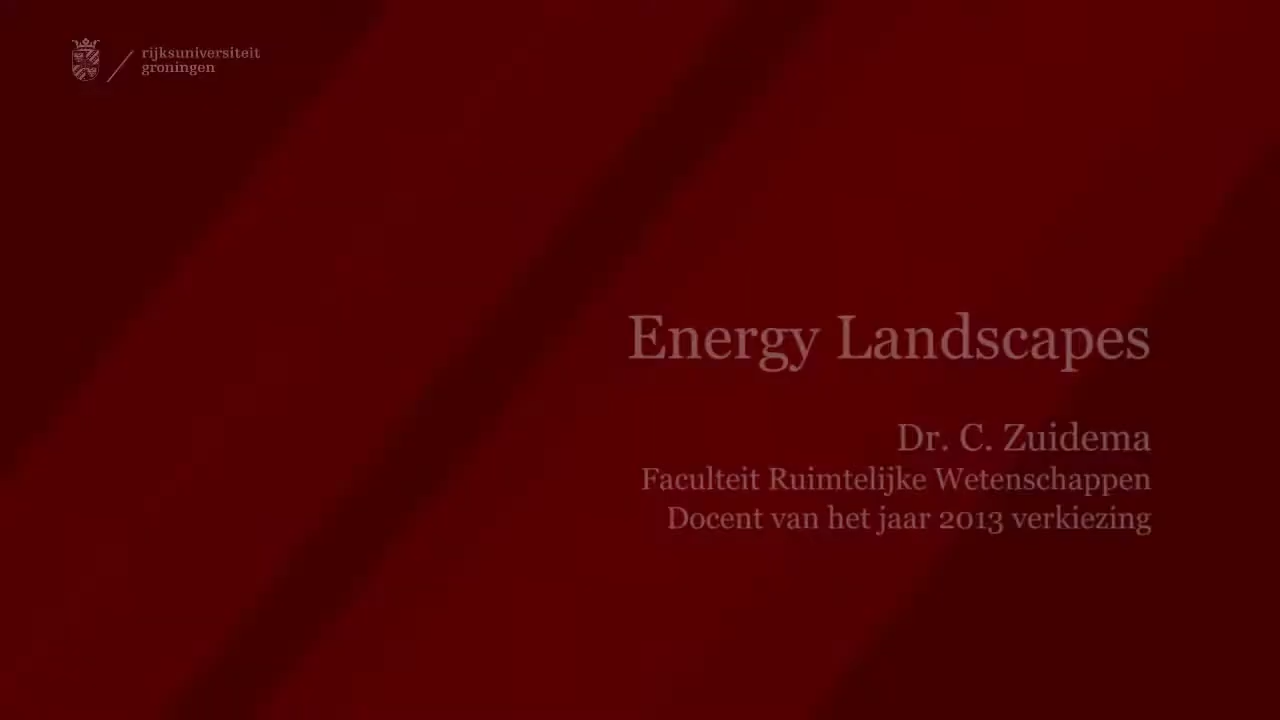 rijksuniversiteit
groningen
Energy Landscapes
Dr. C. Zuidema
Faculteit Ruimtelijke Wetenschappen
Docent van het jaar 2013 verkiezing